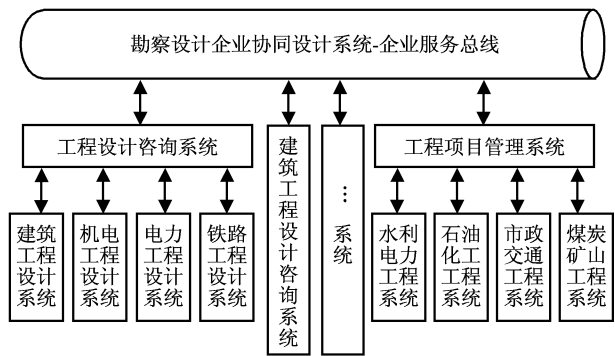 勘察设计企业协同设计系统-企业服务总线
工程设计咨询系统
建筑工程设计咨询系统
…系统
工程项目管理系统
建筑
工程
设计
系统
机电
工程
设计
系统
电力
工程
设计
系统
铁路
工程
设计
系统
水利
电力
工程
系统
石油
化工
工程
系统
市政
交通
工程
系统
煤炭
矿山
工程
系统